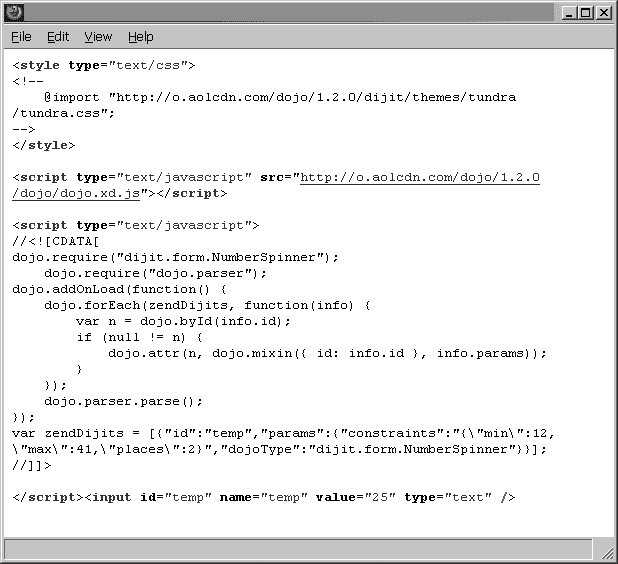 File Edit View Help
<style type="text/css">
<!--
    @import "http://o.aolcdn.com/dojo/1.2.0/dijit/themes/tundra
/tundra.css";
-->
</style>

<script type="text/javascript" src="http://o.aolcdn.com/dojo/1.2.0
/dojo/dojo.xd.js"></script>

<script type="text/javascript">
//<![CDATA[
dojo.require("dijit.form.NumberSpinner");
    dojo.require("dojo.parser");
dojo.addOnLoad(function() {
    dojo.forEach(zendDijits, function(info) {
        var n = dojo.byId(info.id);
        if (null != n) {
            dojo.attr(n, dojo.mixin({ id: info.id }, info.params));
        }
    });
    dojo.parser.parse();
});
var zendDijits = [{"id":"temp","params":{"constraints":"{\"min\":12,
\"max\":41,\"places\":2}","dojoType":"dijit.form.NumberSpinner"}}];
//]]>

</script><input id="temp" name="temp" value="25" type="text" />